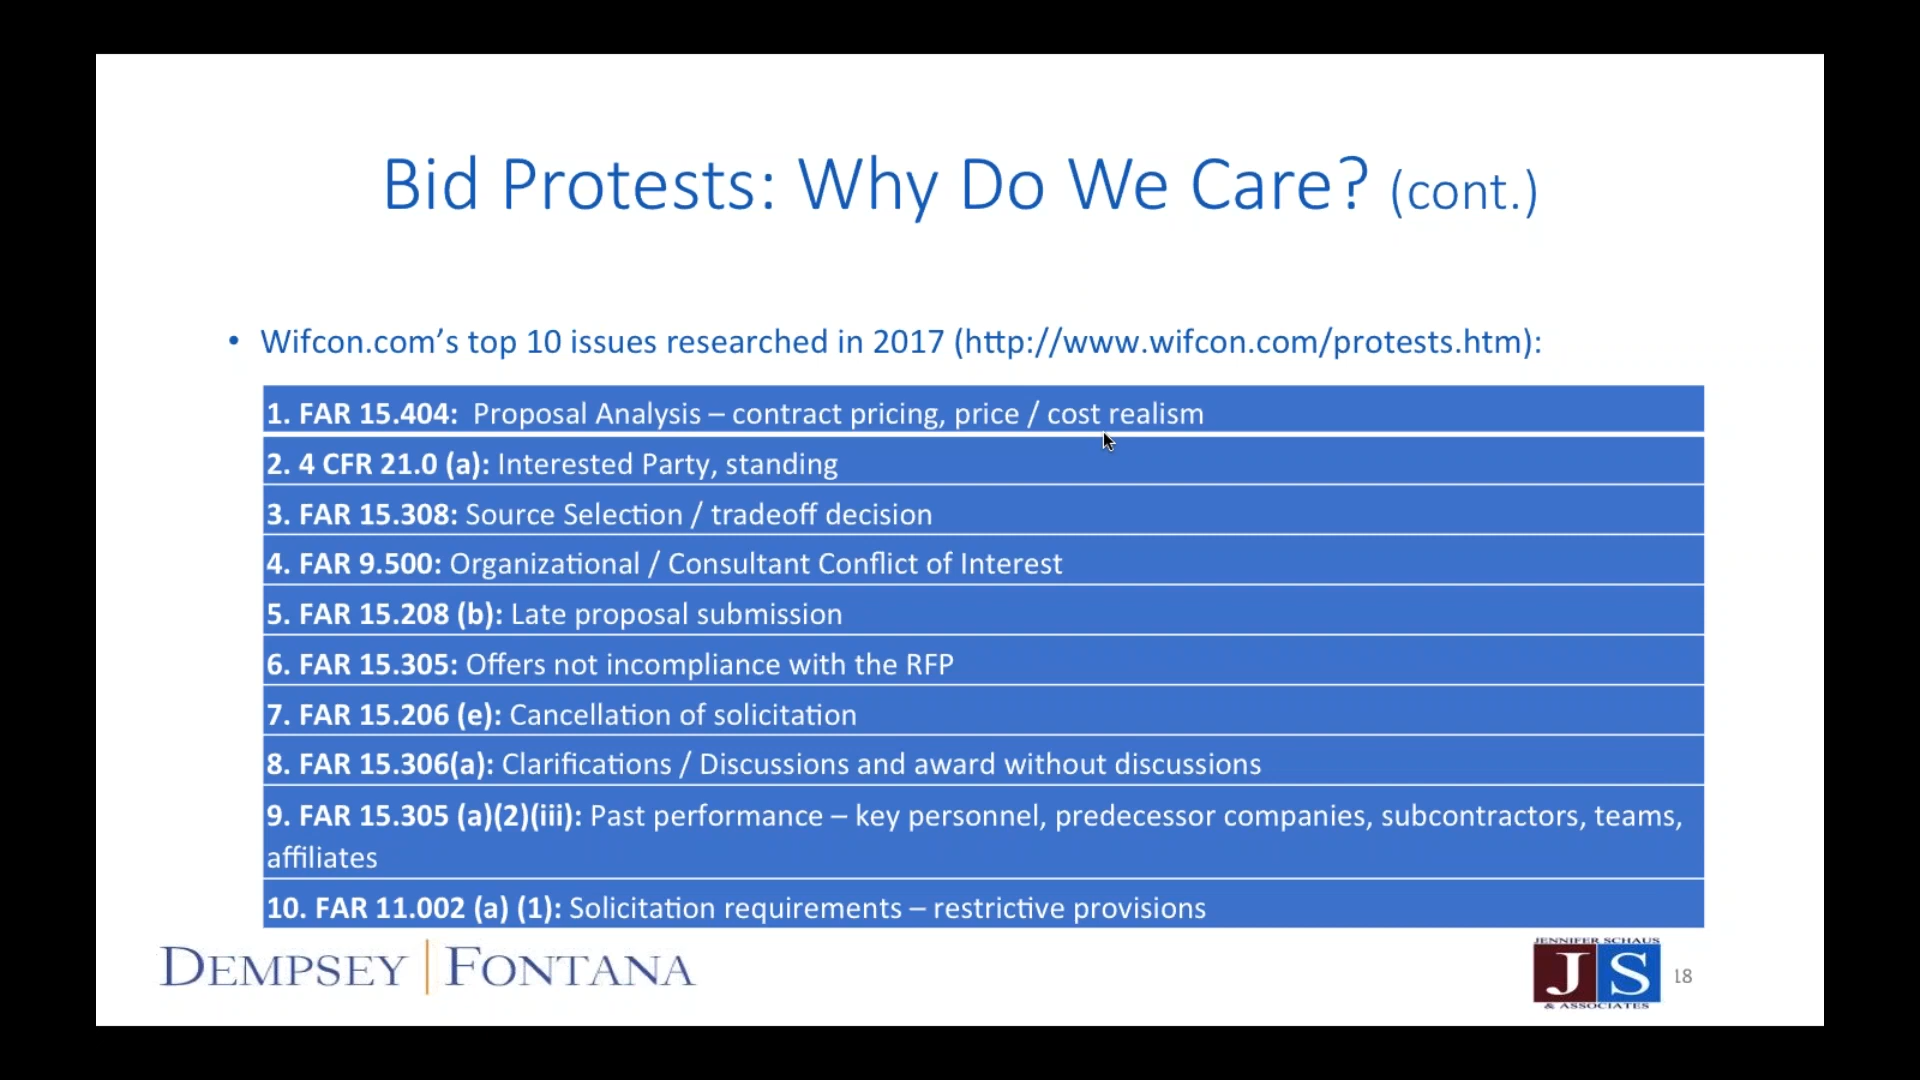 Bid Protests: Why Do We Care? (cont.)
• Wifcon.com’s top 10 issues researched in 2017 (http://www.wifcon.com/protests.htm):
1. FAR 15.404:  Proposal Analysis – contract pricing, price / cost realism
2. 4 CFR 21.0 (a): Interested Party, standing
3. FAR 15.308: Source Selection / tradeoff decision
4. FAR 9.500: Organizational / Consultant Conflict of Interest
5. FAR 15.208 (b): Late proposal submission
6. FAR 15.305: Offers not incompliance with the RFP
7. FAR 15.206 (e): Cancellation of solicitation
8. FAR 15.306(a): Clarifications / Discussions and award without discussions
9. FAR 15.305 (a)(2)(iii): Past performance – key personnel, predecessor companies, subcontractors, teams,
affiliates
10. FAR 11.002 (a) (1): Solicitation requirements – restrictive provisions
DEMPSEY | FONTANA
JENNIFER SCHAUS
J S
& ASSOCIATES
18